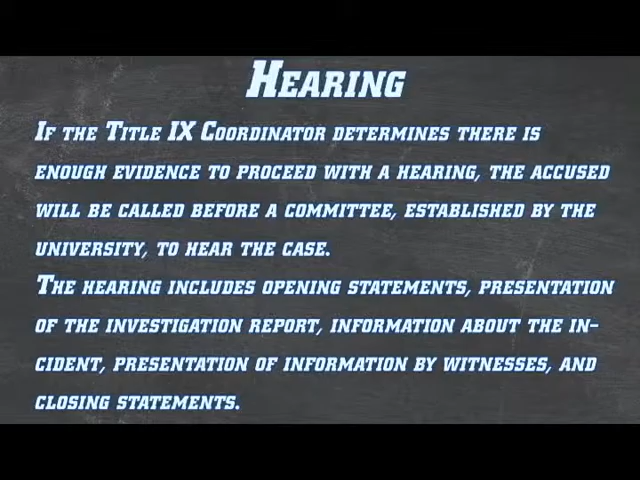 Hearing
If the Title IX Coordinator determines there is
enough evidence to proceed with a hearing, the accused
will be called before a committee, established by the
university, to hear the case.
The hearing includes opening statements, presentation
of the investigation report, information about the in-
cident, presentation of information by witnesses, and
closing statements.